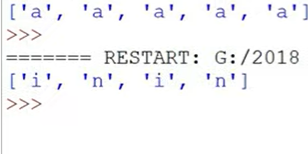 ['a', 'a', 'a', 'a', 'a']
>>>
======= RESTART: G:/2018
['i', 'n', 'i', 'n']
>>>